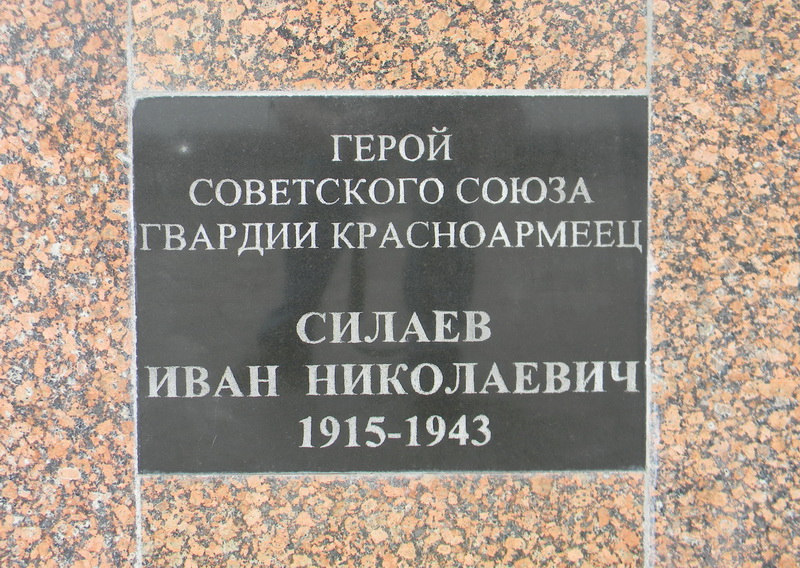 ГЕРОЙ
СОВЕТСКОГО СОЮЗА
ГВАРДИИ КРАСНОАРМЕЕЦ
СИЛАЕВ
ИВАН НИКОЛАЕВИЧ
1915-1943